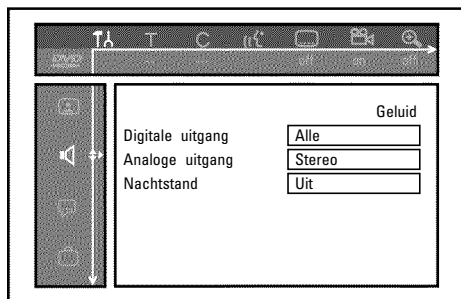 T C
off on off
Geluid
Digitale uitgang Alle
Analoge uitgang Stereo
Nachtstand Uit